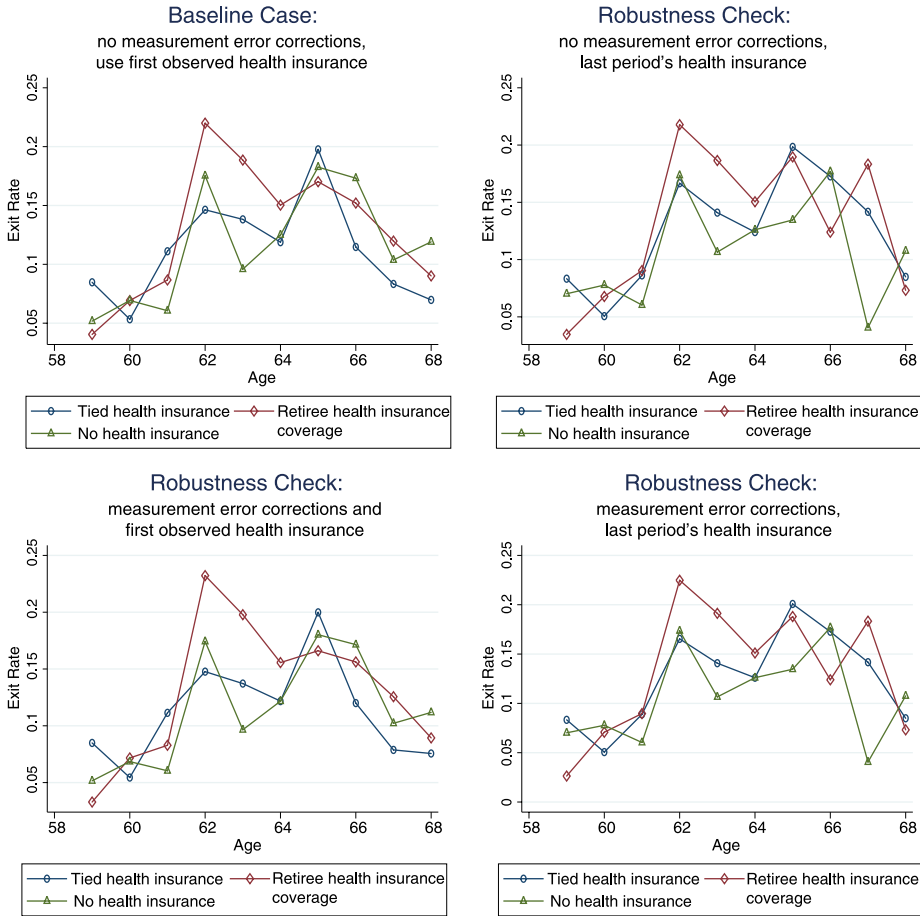 Baseline Case:
no measurement error corrections,
use first observed health insurance
0.25
0.2
0.15
0.1
0.05
Exit Rate
58 60 62 64 66 68
Age
Tied health insurance
Retiree health insurance
coverage
No health insurance
Robustness Check:
no measurement error corrections,
last period's health insurance
0.25
0.2
0.15
0.1
0.05
Exit Rate
58 60 62 64 66 68
Age
Tied health insurance
Retiree health insurance
coverage
No health insurance
Robustness Check:
measurement error corrections and
first observed health insurance
0.25
0.2
0.15
0.1
0.05
Exit Rate
58 60 62 64 66 68
Age
Tied health insurance
Retiree health insurance
coverage
No health insurance
Robustness Check:
measurement error corrections,
last period's health insurance
0.25
0.2
0.15
0.1
0.05
0
Exit Rate
58 60 62 64 66 68
Age
Tied health insurance
Retiree health insurance
coverage
No health insurance